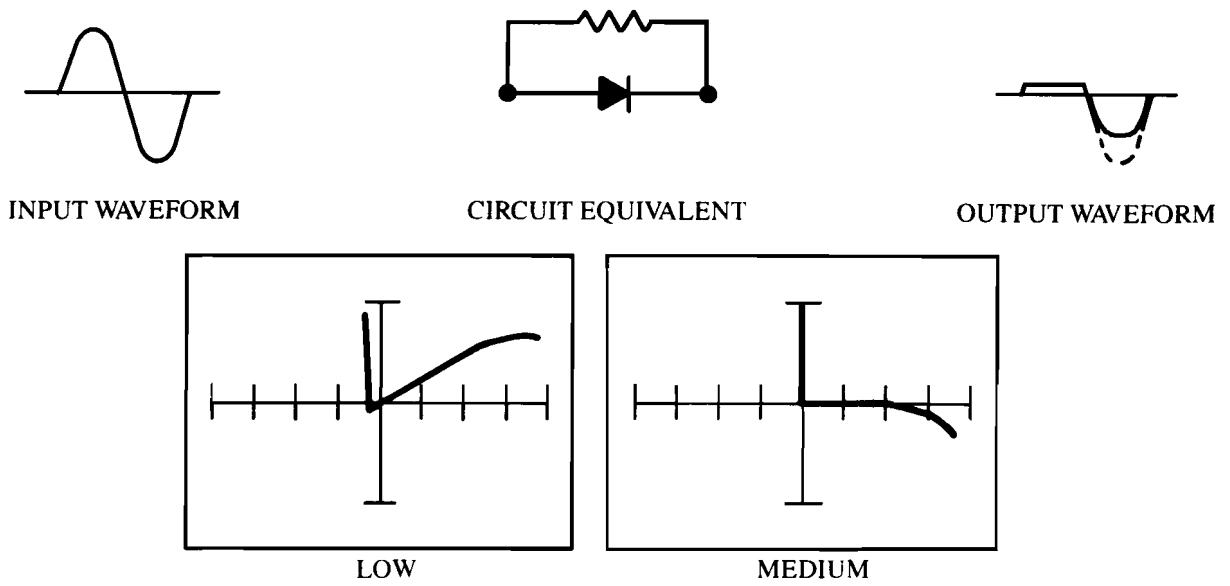 INPUT WAVEFORM
CIRCUIT EQUIVALENT
OUTPUT WAVEFORM
LOW
MEDIUM